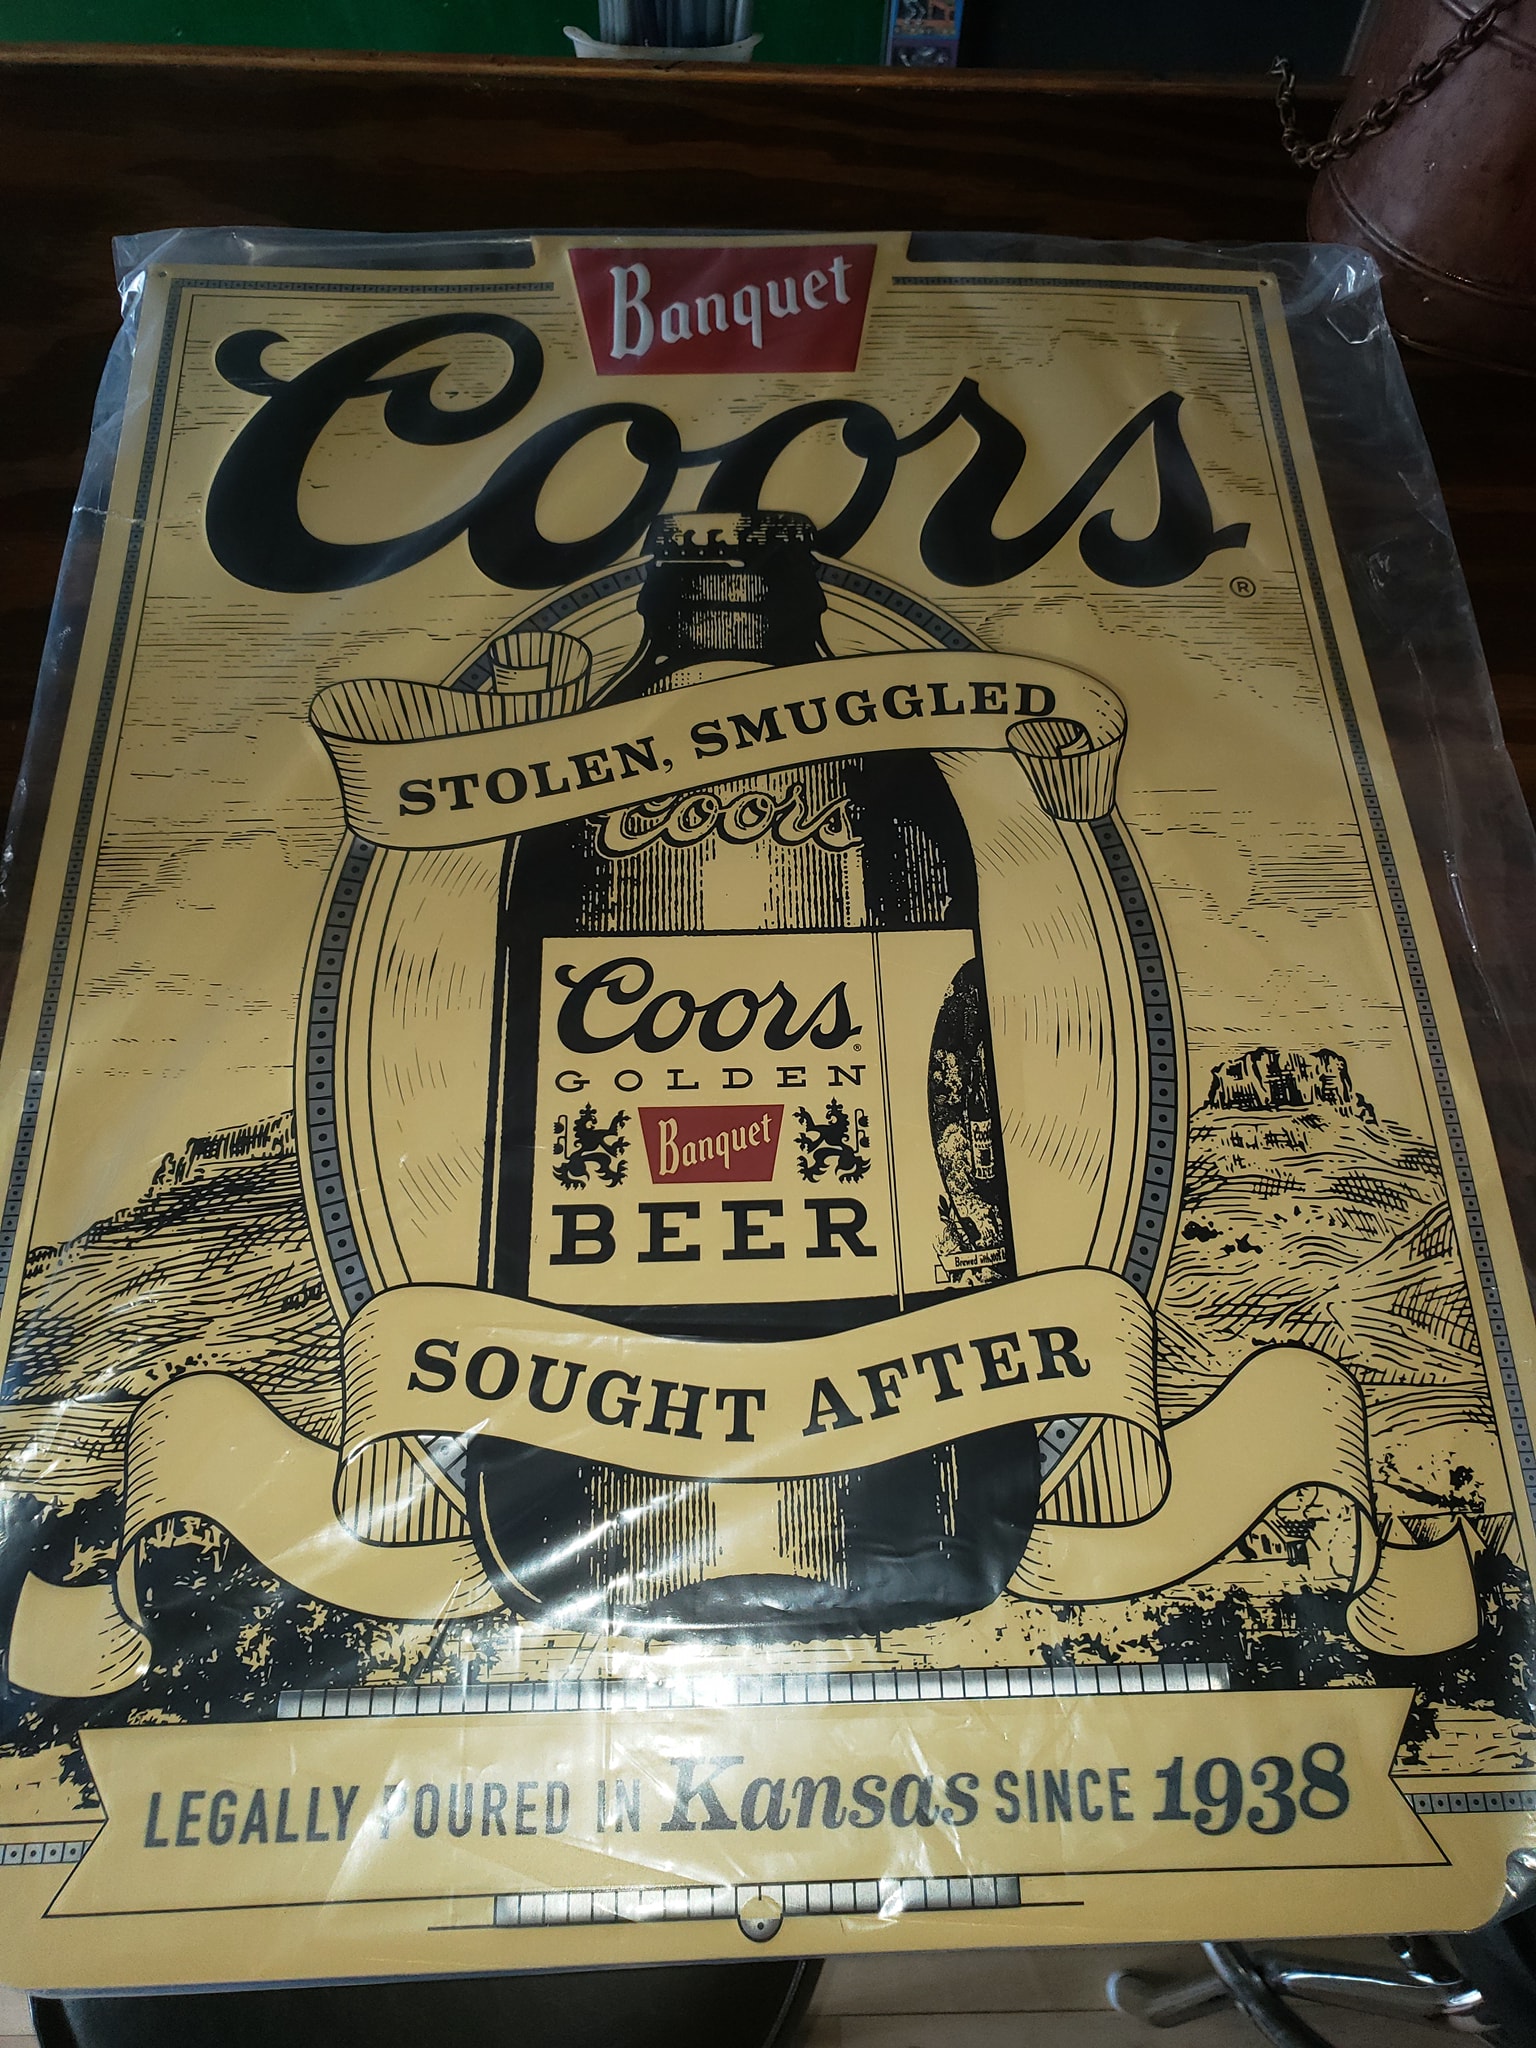 Banquet
Coors
®
STOLEN, SMUGGLED
Coors
Coors®
GOLDEN
Banquet
BEER
SOUGHT AFTER
LEGALLY POURED IN Kansas SINCE 1938